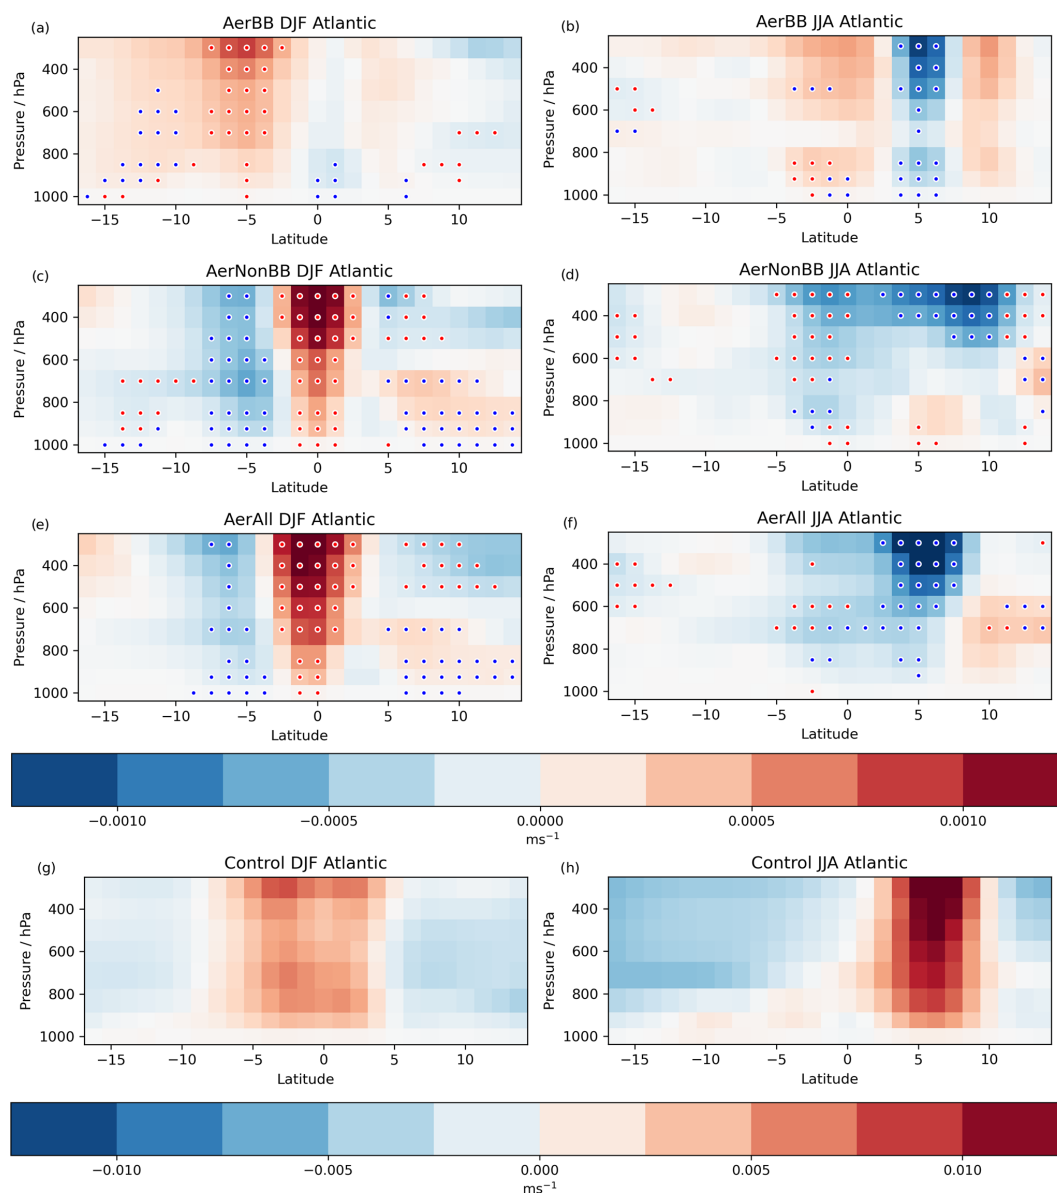 (a) AerBB DJF Atlantic
Pressure / hPa
400
600
800
1000
−15 −10 −5 0 5 10
Latitude
(b) AerBB JJA Atlantic
Pressure / hPa
400
600
800
1000
−15 −10 −5 0 5 10
Latitude
(c) AerNonBB DJF Atlantic
Pressure / hPa
400
600
800
1000
−15 −10 −5 0 5 10
Latitude
(d) AerNonBB JJA Atlantic
Pressure / hPa
400
600
800
1000
−15 −10 −5 0 5 10
Latitude
(e) AerAll DJF Atlantic
Pressure / hPa
400
600
800
1000
−15 −10 −5 0 5 10
Latitude
(f) AerAll JJA Atlantic
Pressure / hPa
400
600
800
1000
−15 −10 −5 0 5 10
Latitude
−0.0010 −0.0005 0.0000 0.0005 0.0010
ms⁻¹
(g) Control DJF Atlantic
Pressure / hPa
400
600
800
1000
−15 −10 −5 0 5 10
Latitude
(h) Control JJA Atlantic
Pressure / hPa
400
600
800
1000
−15 −10 −5 0 5 10
Latitude
−0.010 −0.005 0.000 0.005 0.010
ms⁻¹